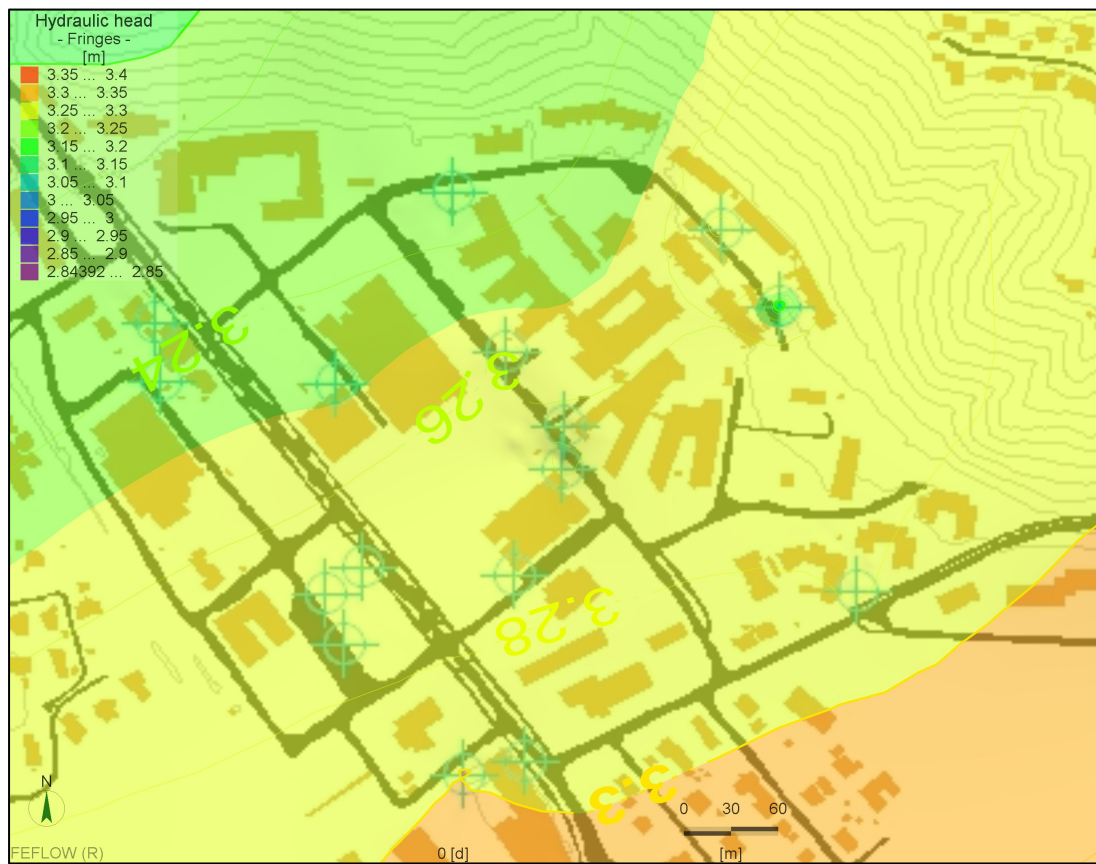 Hydraulic head
- Fringes -
[m]
3.35 ... 3.4
3.3 ... 3.35
3.25 ... 3.3
3.2 ... 3.25
3.15 ... 3.2
3.1 ... 3.15
3.05 ... 3.1
3 ... 3.05
2.95 ... 3
2.9 ... 2.95
2.85 ... 2.9
2.84392 ... 2.85
3.24
3.26
3.28
3.3
N
0 30 60
FEFLOW (R)
0 [d]
[m]